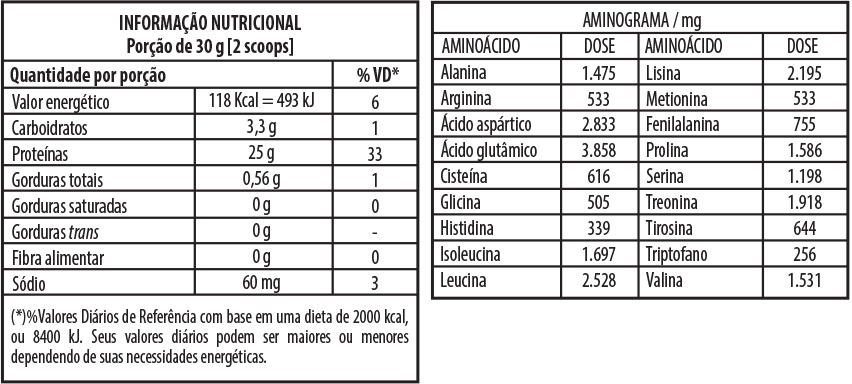 INFORMAÇÃO NUTRICIONAL
Porção de 30 g [2 scoops]
Quantidade por porção % VD*
Valor energético 118 Kcal = 493 kJ 6
Carboidratos 3,3 g 1
Proteínas 25 g 33
Gorduras totais 0,56 g 1
Gorduras saturadas 0 g 0
Gorduras trans 0 g -
Fibra alimentar 0 g 0
Sódio 60 mg 3
(*)%Valores Diários de Referência com base em uma dieta de 2000 kcal,
ou 8400 kJ. Seus valores diários podem ser maiores ou menores
dependendo de suas necessidades energéticas.
AMINOGRAMA / mg
AMINOÁCIDO DOSE AMINOÁCIDO DOSE
Alanina 1.475 Lisina 2.195
Arginina 533 Metionina 533
Ácido aspártico 2.833 Fenilalanina 755
Ácido glutâmico 3.858 Prolina 1.586
Cisteína 616 Serina 1.198
Glicina 505 Treonina 1.918
Histidina 339 Tirosina 644
Isoleucina 1.697 Triptofano 256
Leucina 2.528 Valina 1.531